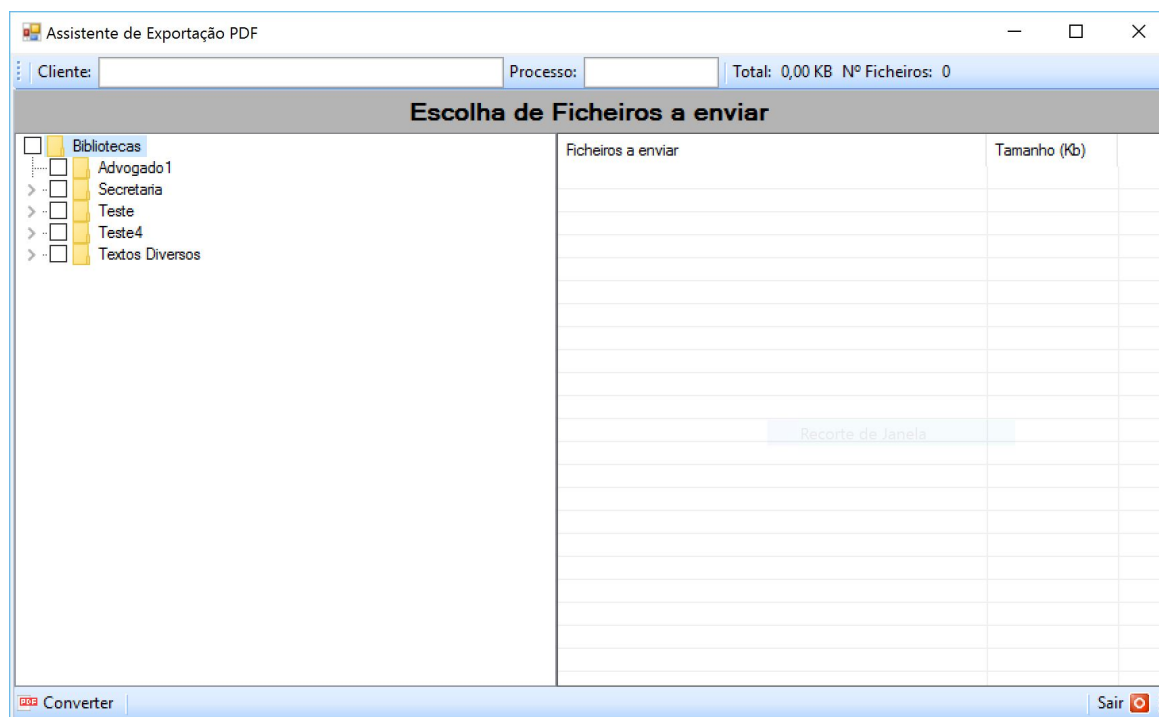 Assistente de Exportação PDF
Cliente: Processo: Total: 0,00 KB Nº Ficheiros: 0
Escolha de Ficheiros a enviar
Bibliotecas
Advogado1
Secretaria
Teste
Teste4
Textos Diversos
Ficheiros a enviar Tamanho (Kb)
Recorte de Janela
PDF Converter Sair